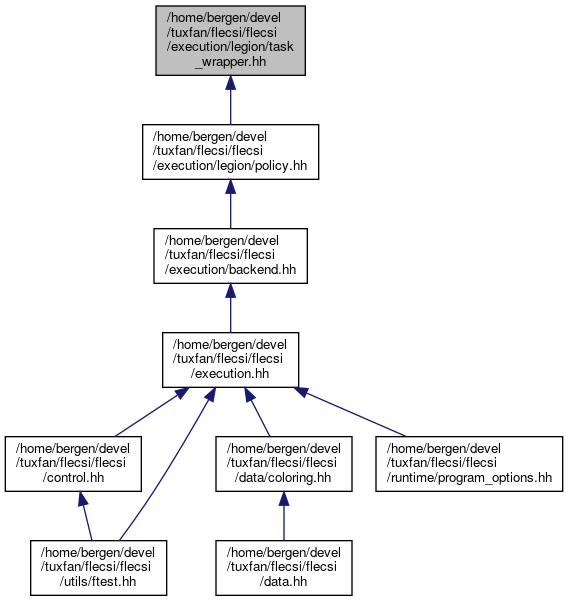 /home/bergen/devel
/tuxfan/flecsi/flecsi
/execution/legion/task
_wrapper.hh
/home/bergen/devel
/tuxfan/flecsi/flecsi
/execution/legion/policy.hh
/home/bergen/devel
/tuxfan/flecsi/flecsi
/execution/backend.hh
/home/bergen/devel
/tuxfan/flecsi/flecsi
/execution.hh
/home/bergen/devel
/tuxfan/flecsi/flecsi
/control.hh
/home/bergen/devel
/tuxfan/flecsi/flecsi
/data/coloring.hh
/home/bergen/devel
/tuxfan/flecsi/flecsi
/runtime/program_options.hh
/home/bergen/devel
/tuxfan/flecsi/flecsi
/utils/ftest.hh
/home/bergen/devel
/tuxfan/flecsi/flecsi
/data.hh